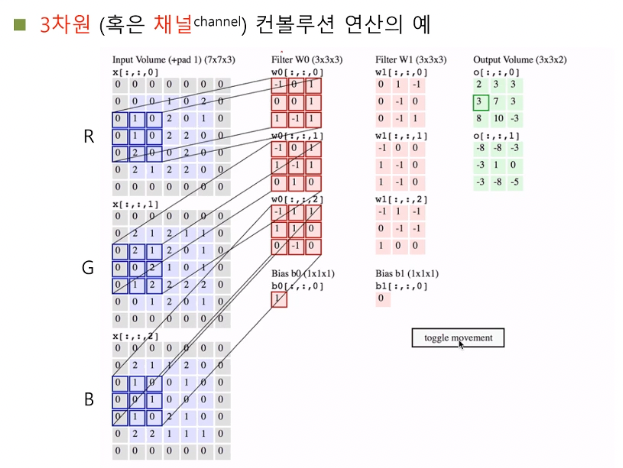 3차원 (혹은 채널channel) 컨볼루션 연산의 예
Input Volume (+pad 1) (7x7x3)
x[:,:,0]
0 0 0 0 0 0 0
0 0 0 1 0 2 0
R
0 1 0 2 0 1 0
0 1 0 2 2 0 0
0 2 0 0 2 0 0
0 2 1 2 2 0 0
0 0 0 0 0 0 0
x[:,:,1]
0 0 0 0 0 0 0
0 2 1 2 1 1 0
G
0 2 1 2 0 1 0
0 0 2 1 0 1 0
0 1 2 2 2 2 0
0 0 1 2 0 1 0
0 0 0 0 0 0 0
x[:,:,2]
0 0 0 0 0 0 0
0 2 1 1 2 0 0
B
0 1 0 0 1 0 0
0 0 1 0 0 0 0
0 1 0 2 1 0 0
0 2 2 1 1 1 0
0 0 0 0 0 0 0
Filter W0 (3x3x3)
w0[:,:,0]
-1 0 1
0 0 1
1 -1 1
w0[:,:,1]
-1 0 1
1 -1 1
0 1 0
w0[:,:,2]
-1 1 1
1 1 0
0 -1 0
Bias b0 (1x1x1)
b0[:,:,0]
1
Filter W1 (3x3x3)
w1[:,:,0]
0 1 -1
0 -1 0
0 -1 1
w1[:,:,1]
-1 0 0
1 -1 0
1 -1 0
w1[:,:,2]
-1 1 -1
0 -1 -1
1 0 0
Bias b1 (1x1x1)
b1[:,:,0]
0
Output Volume (3x3x2)
o[:,:,0]
2 3 3
3 7 3
8 10 -3
o[:,:,1]
-8 -8 -3
-3 1 0
-3 -8 -5
toggle movement